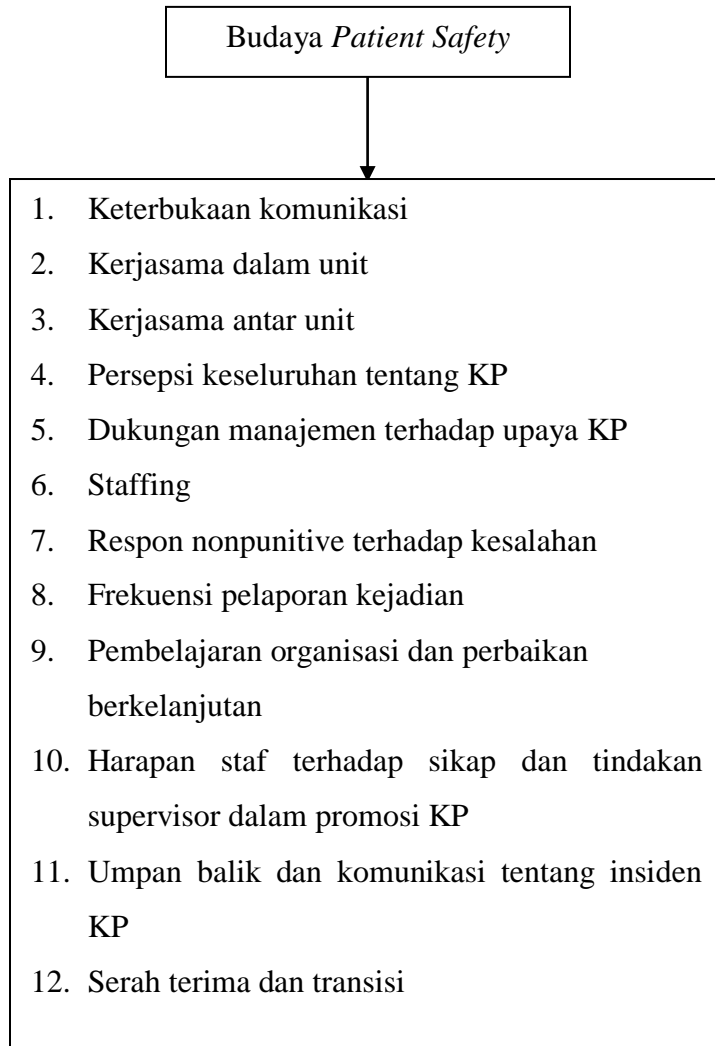 Budaya Patient Safety
1. Keterbukaan komunikasi
2. Kerjasama dalam unit
3. Kerjasama antar unit
4. Persepsi keseluruhan tentang KP
5. Dukungan manajemen terhadap upaya KP
6. Staffing
7. Respon nonpunitive terhadap kesalahan
8. Frekuensi pelaporan kejadian
9. Pembelajaran organisasi dan perbaikan
berkelanjutan
10. Harapan staf terhadap sikap dan tindakan
supervisor dalam promosi KP
11. Umpan balik dan komunikasi tentang insiden
KP
12. Serah terima dan transisi